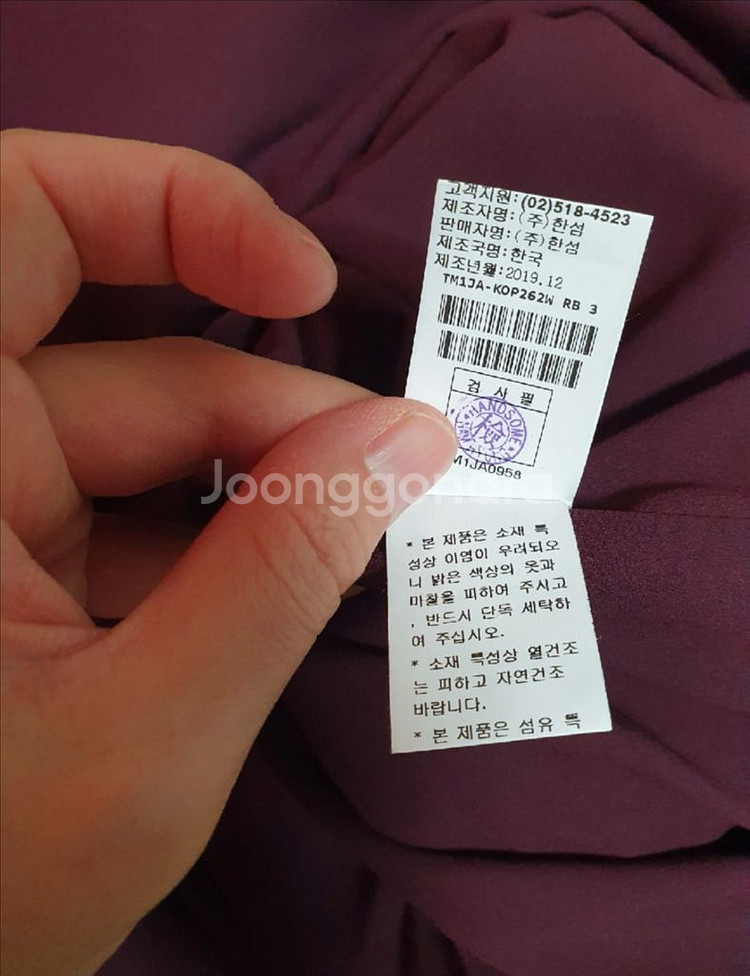 고객지원:(02)518-4523
제조자명:(주)한섬
판매자명:(주)한섬
제조국명:한국
제조년월:2019.12
TM1JA-KOP262W RB 3
검 사 필
HANDSOME
檢
M1JA0958
Joonggonara
* 본 제품은 소재 특
성상 이염이 우려되오
니 밝은 색상의 옷과
마찰을 피하여 주시고
, 반드시 단독 세탁하
여 주십시오.
* 소재 특성상 열건조
는 피하고 자연건조
바랍니다.
* 본 제품은 섬유 특